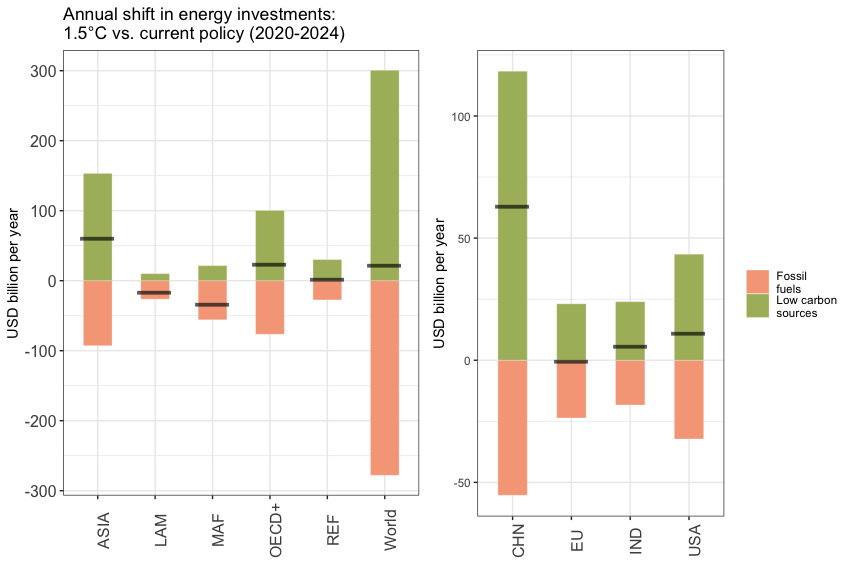 Annual shift in energy investments:
1.5°C vs. current policy (2020-2024)
USD billion per year
300
200
100
0
-100
-200
-300
ASIA
LAM
MAF
OECD+
REF
World
USD billion per year
100
50
0
-50
CHN
EU
IND
USA
Fossil
fuels
Low carbon
sources